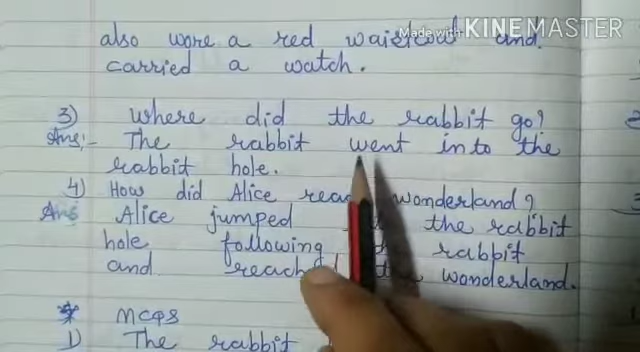 Made with KINEMASTER
also wore a red waistcoat and
carried a watch.
3) where did the rabbit go?
Ans:- The rabbit went into the
rabbit hole.
4) How did Alice wonderland?
Ans Alice jumped the rabbit
hole following rabbit
and the wonderland.
* MCQS
1) The rabbit